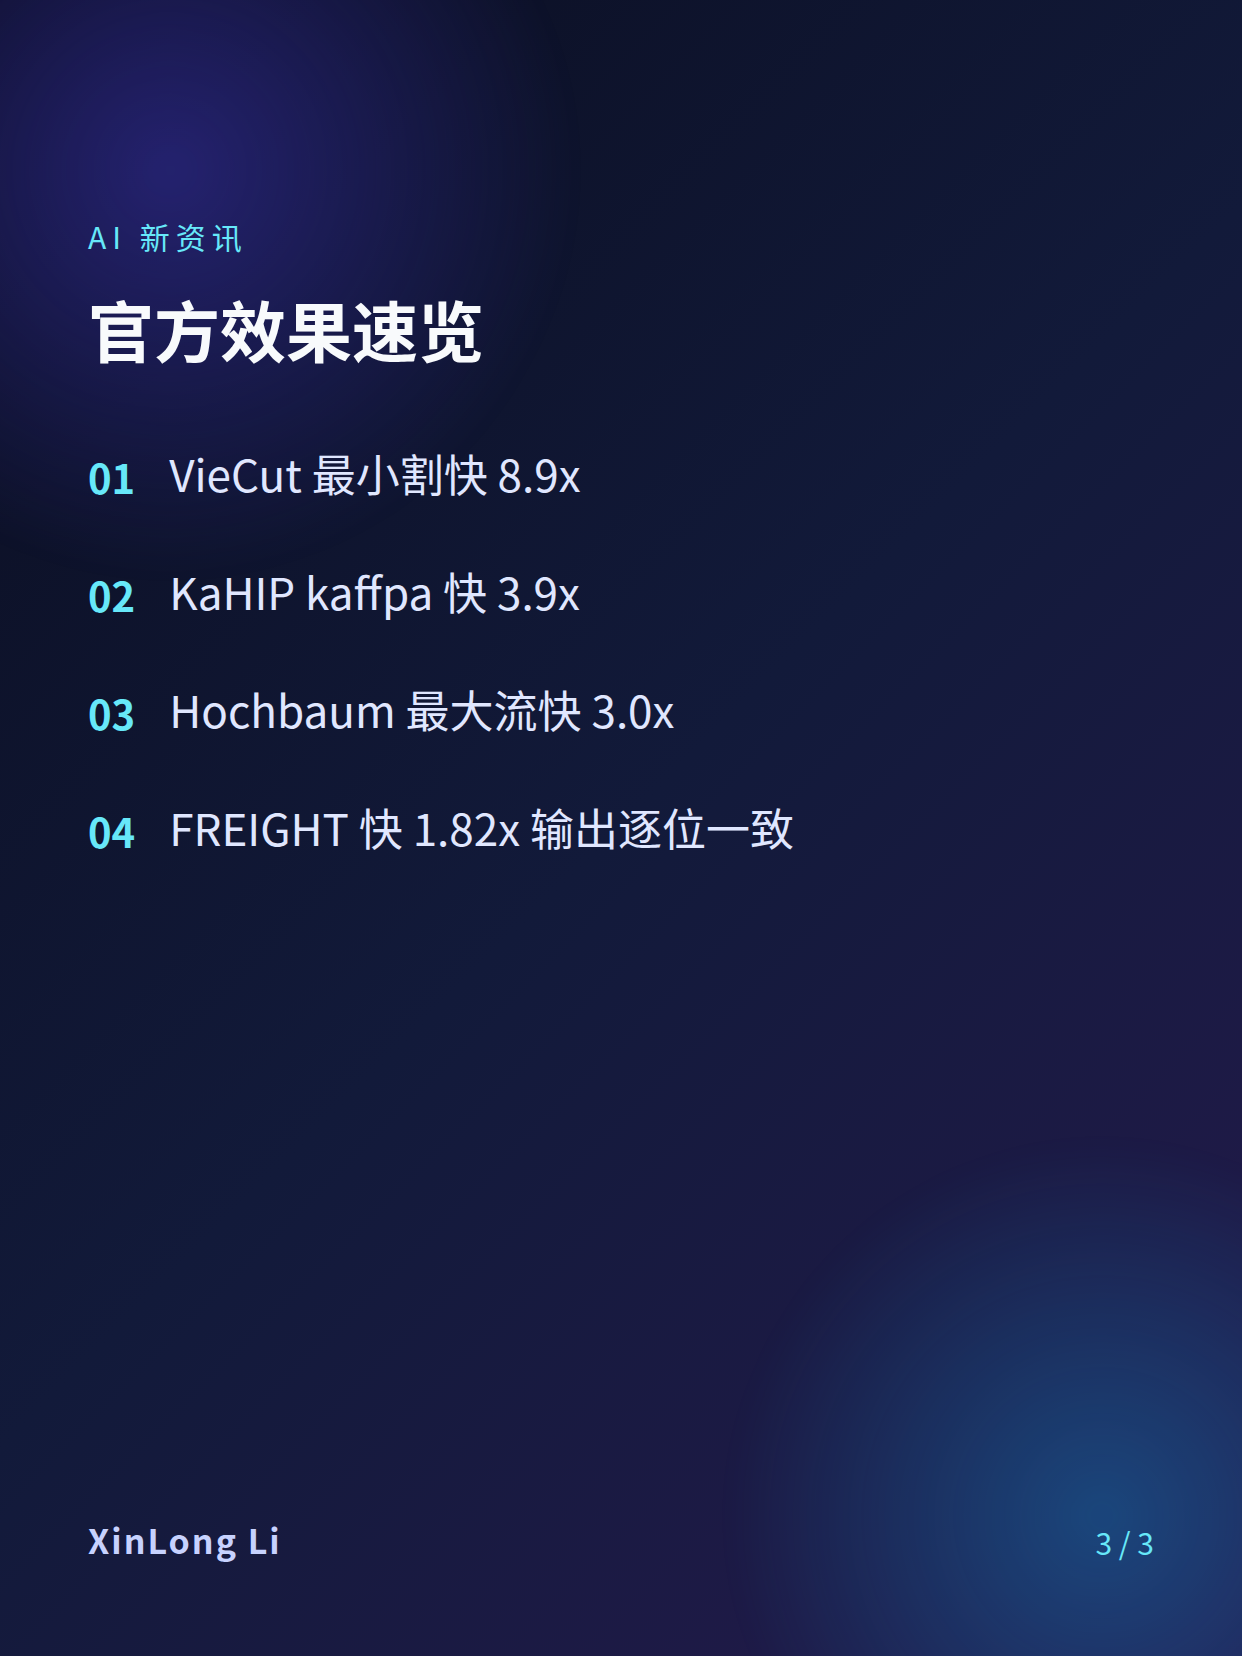 AI 新资讯
官方效果速览
01 VieCut 最小割快 8.9x
02 KaHIP kaffpa 快 3.9x
03 Hochbaum 最大流快 3.0x
04 FREIGHT 快 1.82x 输出逐位一致
XinLong Li
3 / 3